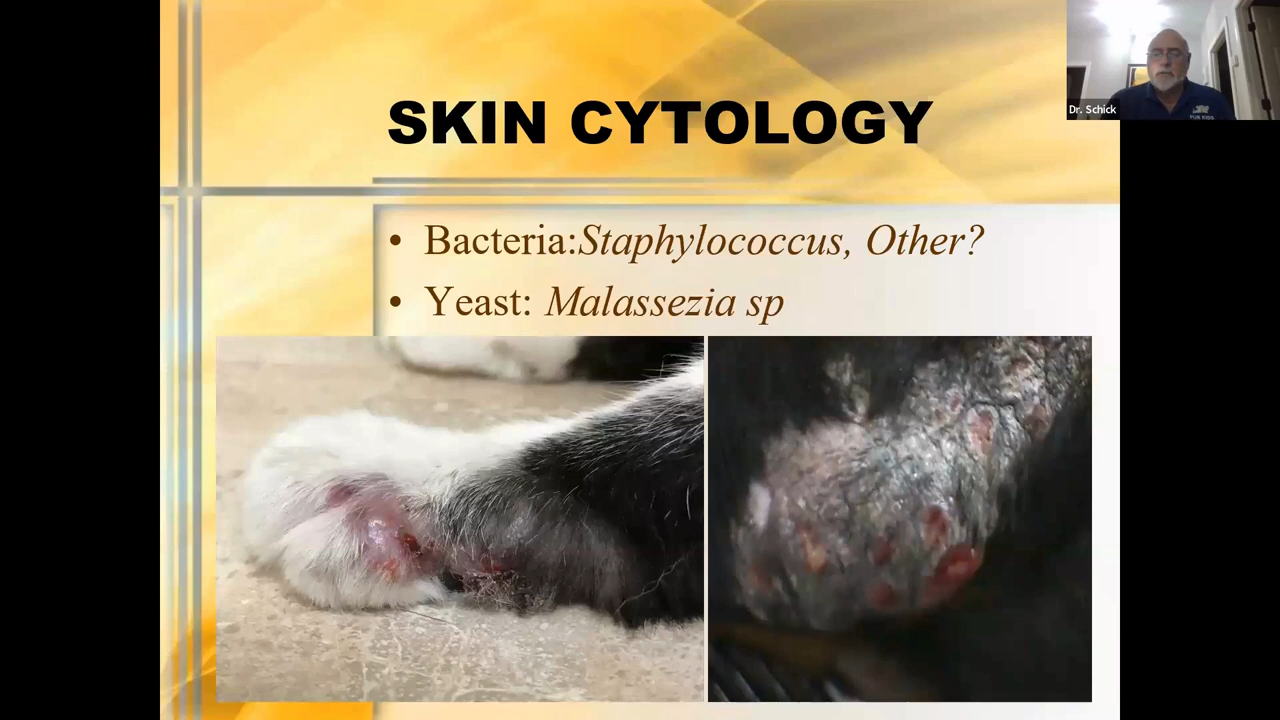 SKIN CYTOLOGY
Dr. Schick
• Bacteria:Staphylococcus, Other?
• Yeast: Malassezia sp